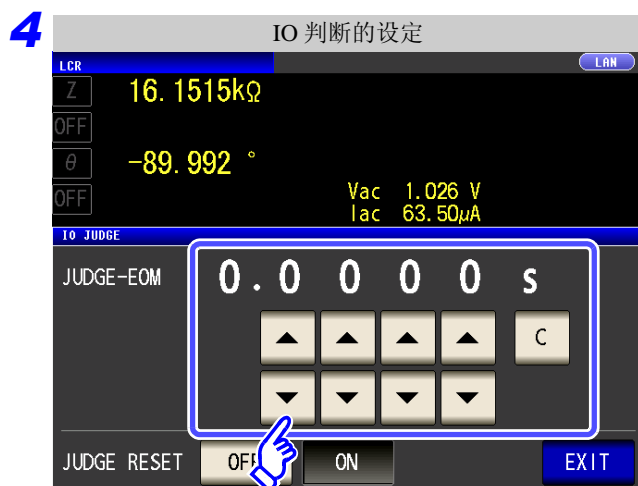 4
IO 判断的设定
LCR
LAN
Z 16.1515kΩ
OFF
θ -89.992 °
OFF
Vac 1.026 V
Iac 63.50μA
IO JUDGE
JUDGE-EOM 0.0000 s
C
JUDGE RESET OFF ON EXIT